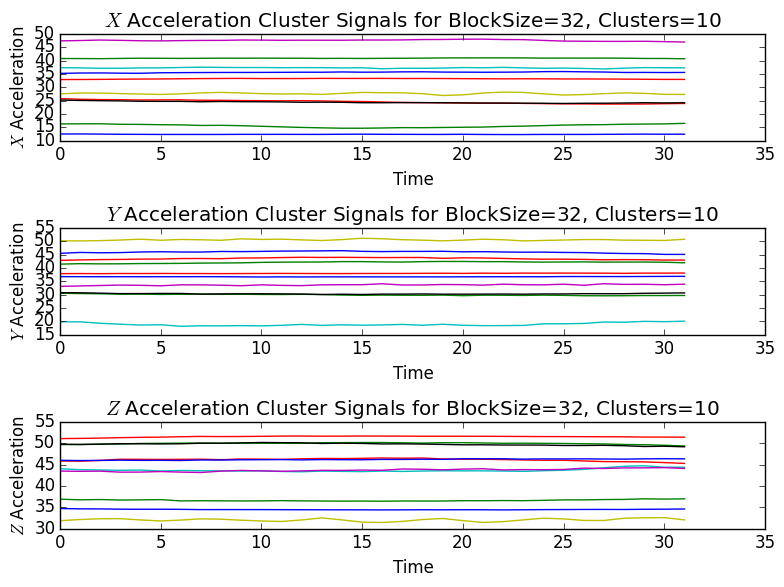 X Acceleration Cluster Signals for BlockSize=32, Clusters=10
50
45
40
35
30
25
20
15
10
X Acceleration
0 5 10 15 20 25 30 35
Time
Y Acceleration Cluster Signals for BlockSize=32, Clusters=10
55
50
45
40
35
30
25
20
15
Y Acceleration
0 5 10 15 20 25 30 35
Time
Z Acceleration Cluster Signals for BlockSize=32, Clusters=10
55
50
45
40
35
30
Z Acceleration
0 5 10 15 20 25 30 35
Time